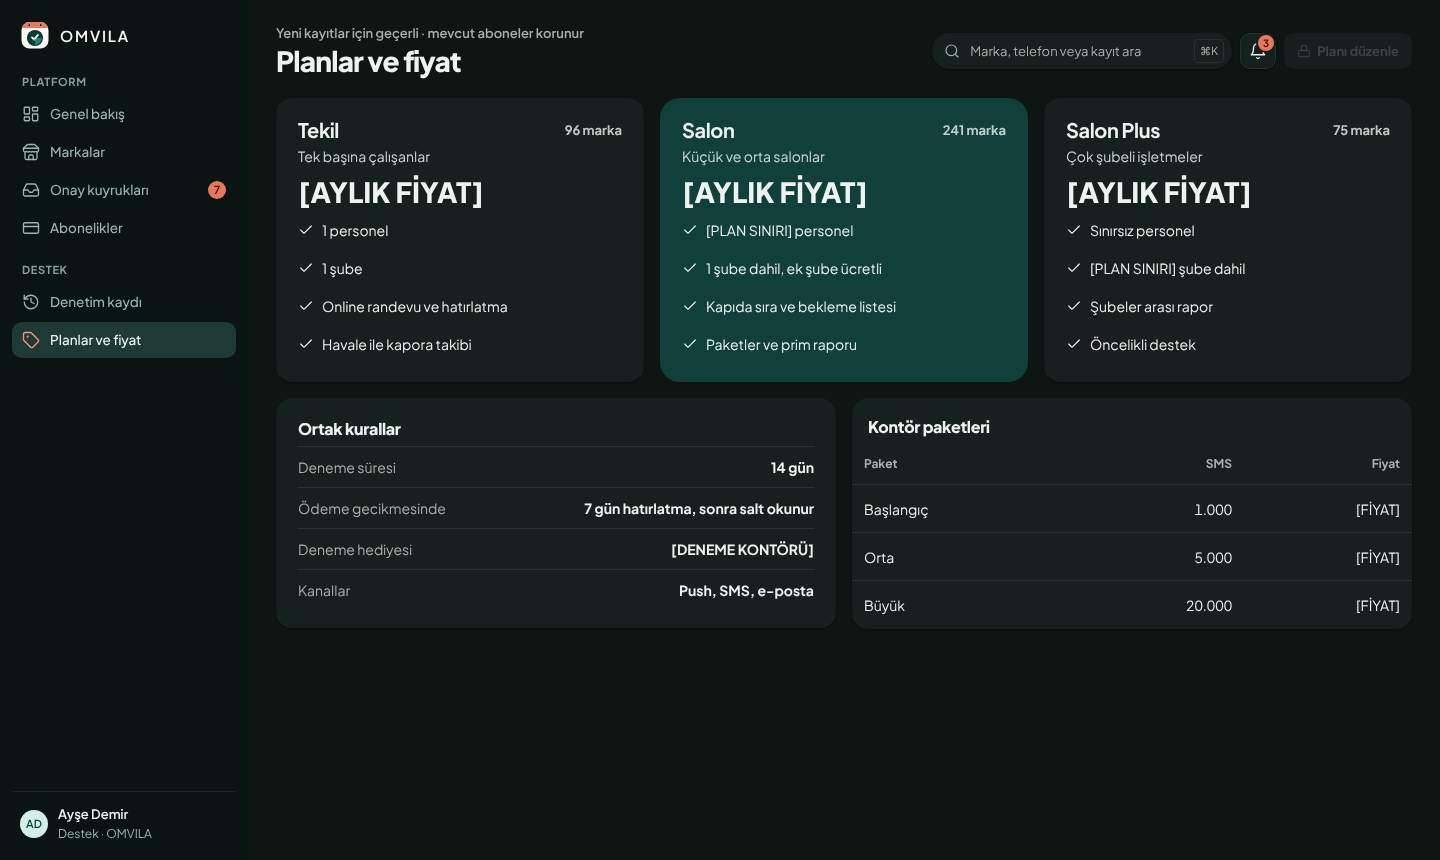 OMVILA
PLATFORM
Genel bakış
Markalar
Onay kuyrukları 7
Abonelikler
DESTEK
Denetim kaydı
Planlar ve fiyat
AD
Ayşe Demir
Destek · OMVILA
Yeni kayıtlar için geçerli · mevcut aboneler korunur
Planlar ve fiyat
Marka, telefon veya kayıt ara ⌘K
3
Planı düzenle
Tekil 96 marka
Tek başına çalışanlar
[AYLIK FİYAT]
1 personel
1 şube
Online randevu ve hatırlatma
Havale ile kapora takibi
Salon 241 marka
Küçük ve orta salonlar
[AYLIK FİYAT]
[PLAN SINIRI] personel
1 şube dahil, ek şube ücretli
Kapıda sıra ve bekleme listesi
Paketler ve prim raporu
Salon Plus 75 marka
Çok şubeli işletmeler
[AYLIK FİYAT]
Sınırsız personel
[PLAN SINIRI] şube dahil
Şubeler arası rapor
Öncelikli destek
Ortak kurallar
Deneme süresi 14 gün
Ödeme gecikmesinde 7 gün hatırlatma, sonra salt okunur
Deneme hediyesi [DENEME KONTÖRÜ]
Kanallar Push, SMS, e-posta
Kontör paketleri
Paket SMS Fiyat
Başlangıç 1.000 [FİYAT]
Orta 5.000 [FİYAT]
Büyük 20.000 [FİYAT]